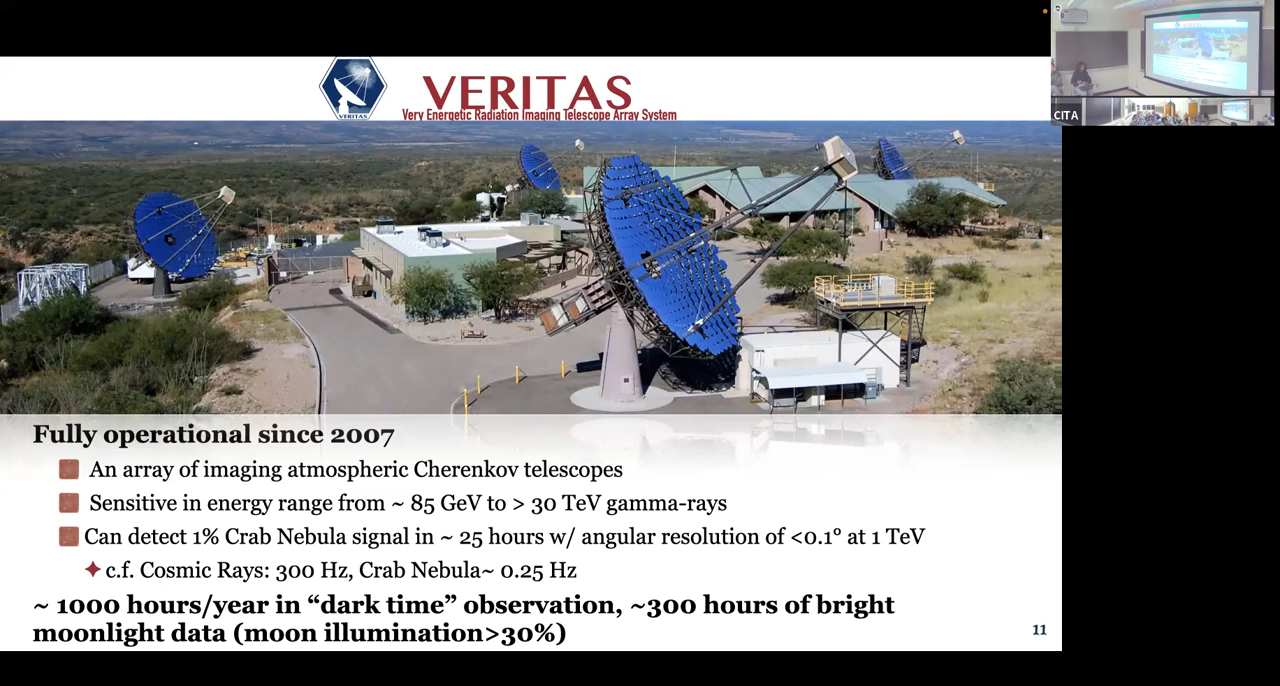 VERITAS
VERITAS
Very Energetic Radiation Imaging Telescope Array System
CITA
Fully operational since 2007
An array of imaging atmospheric Cherenkov telescopes
Sensitive in energy range from ~ 85 GeV to > 30 TeV gamma-rays
Can detect 1% Crab Nebula signal in ~ 25 hours w/ angular resolution of <0.1° at 1 TeV
c.f. Cosmic Rays: 300 Hz, Crab Nebula~ 0.25 Hz
~ 1000 hours/year in “dark time” observation, ~300 hours of bright
moonlight data (moon illumination>30%)
11